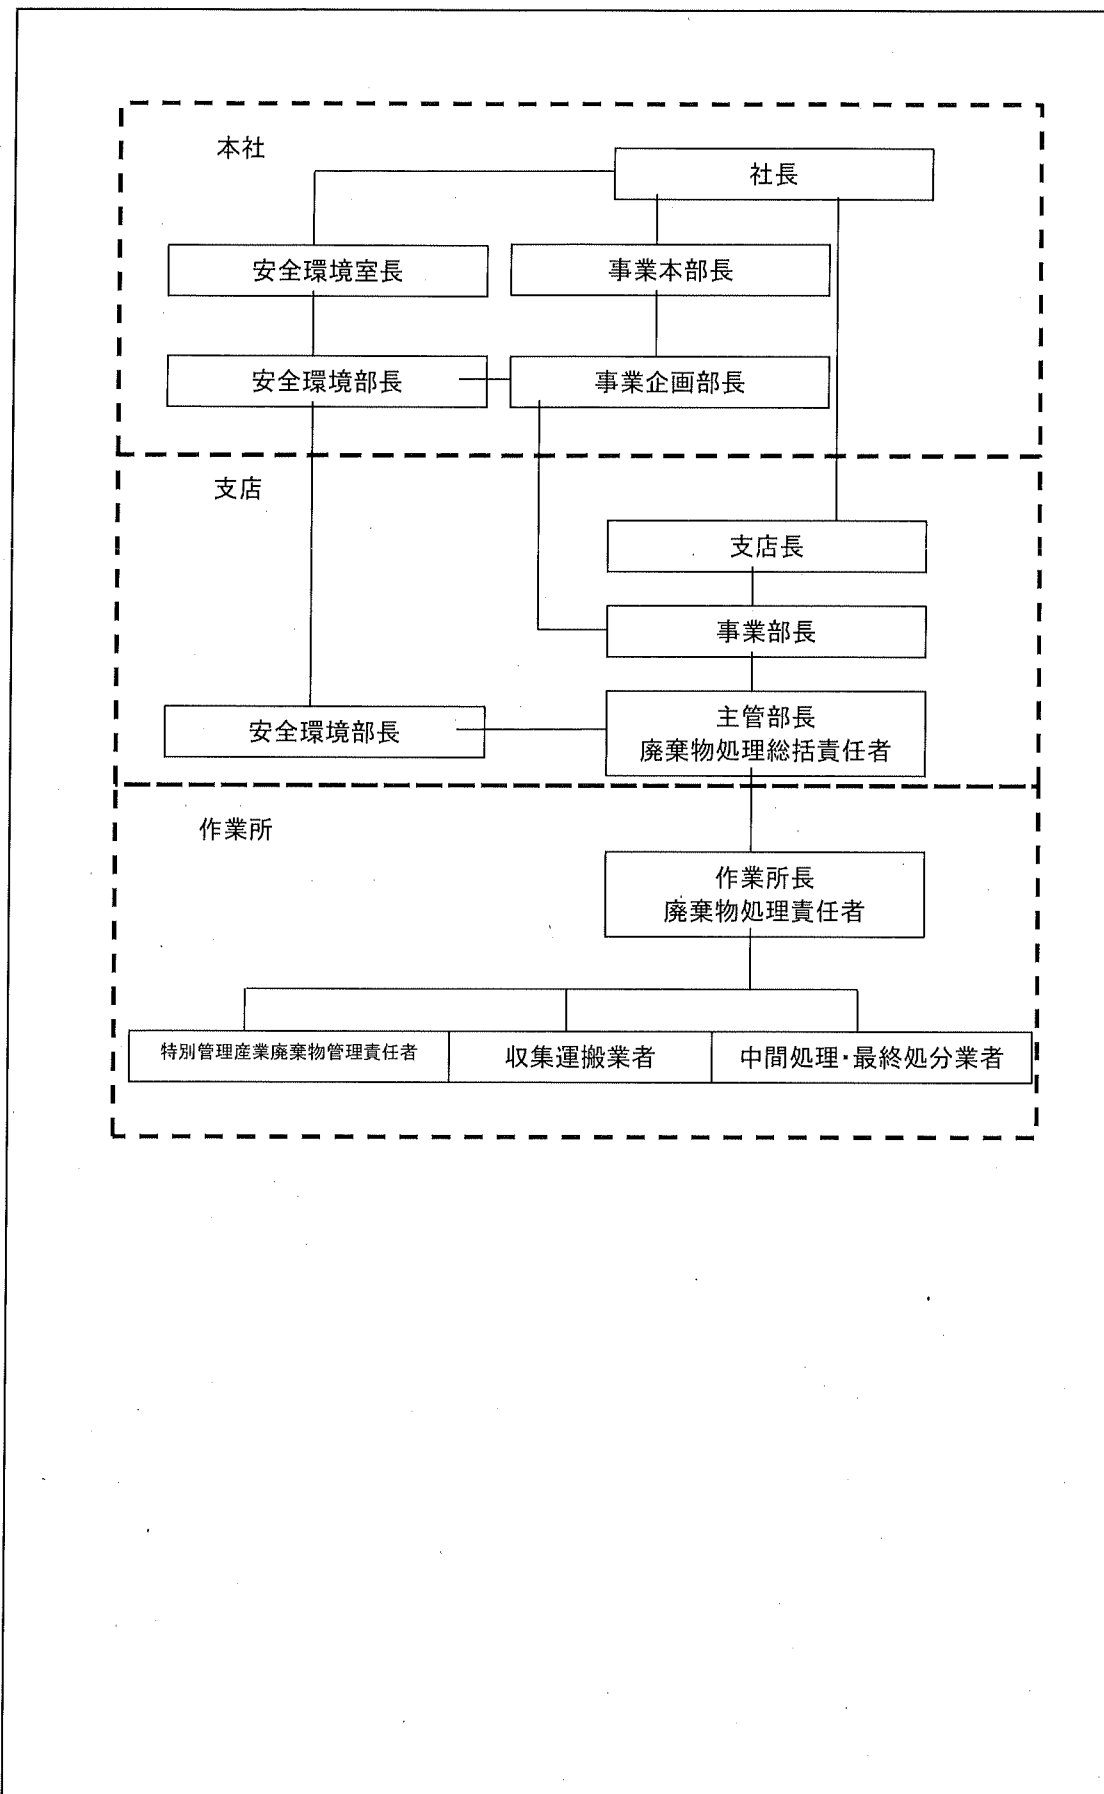 本社
社長
安全環境室長
事業本部長
安全環境部長
事業企画部長
支店
支店長
事業部長
安全環境部長
主管部長
廃棄物処理総括責任者
作業所
作業所長
廃棄物処理責任者
特別管理産業廃棄物管理責任者
収集運搬業者
中間処理・最終処分業者